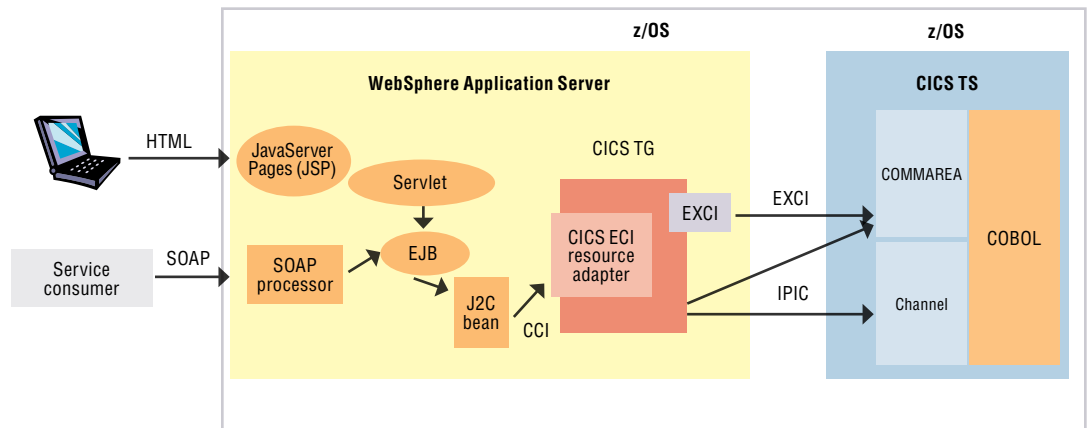 z/OS
z/OS
WebSphere Application Server
CICS TS
HTML
JavaServer
Pages (JSP)
Servlet
CICS TG
EXCI
EXCI
COMMAREA
COBOL
Service
consumer
SOAP
SOAP
processor
EJB
J2C
bean
CCI
CICS ECI
resource
adapter
IPIC
Channel